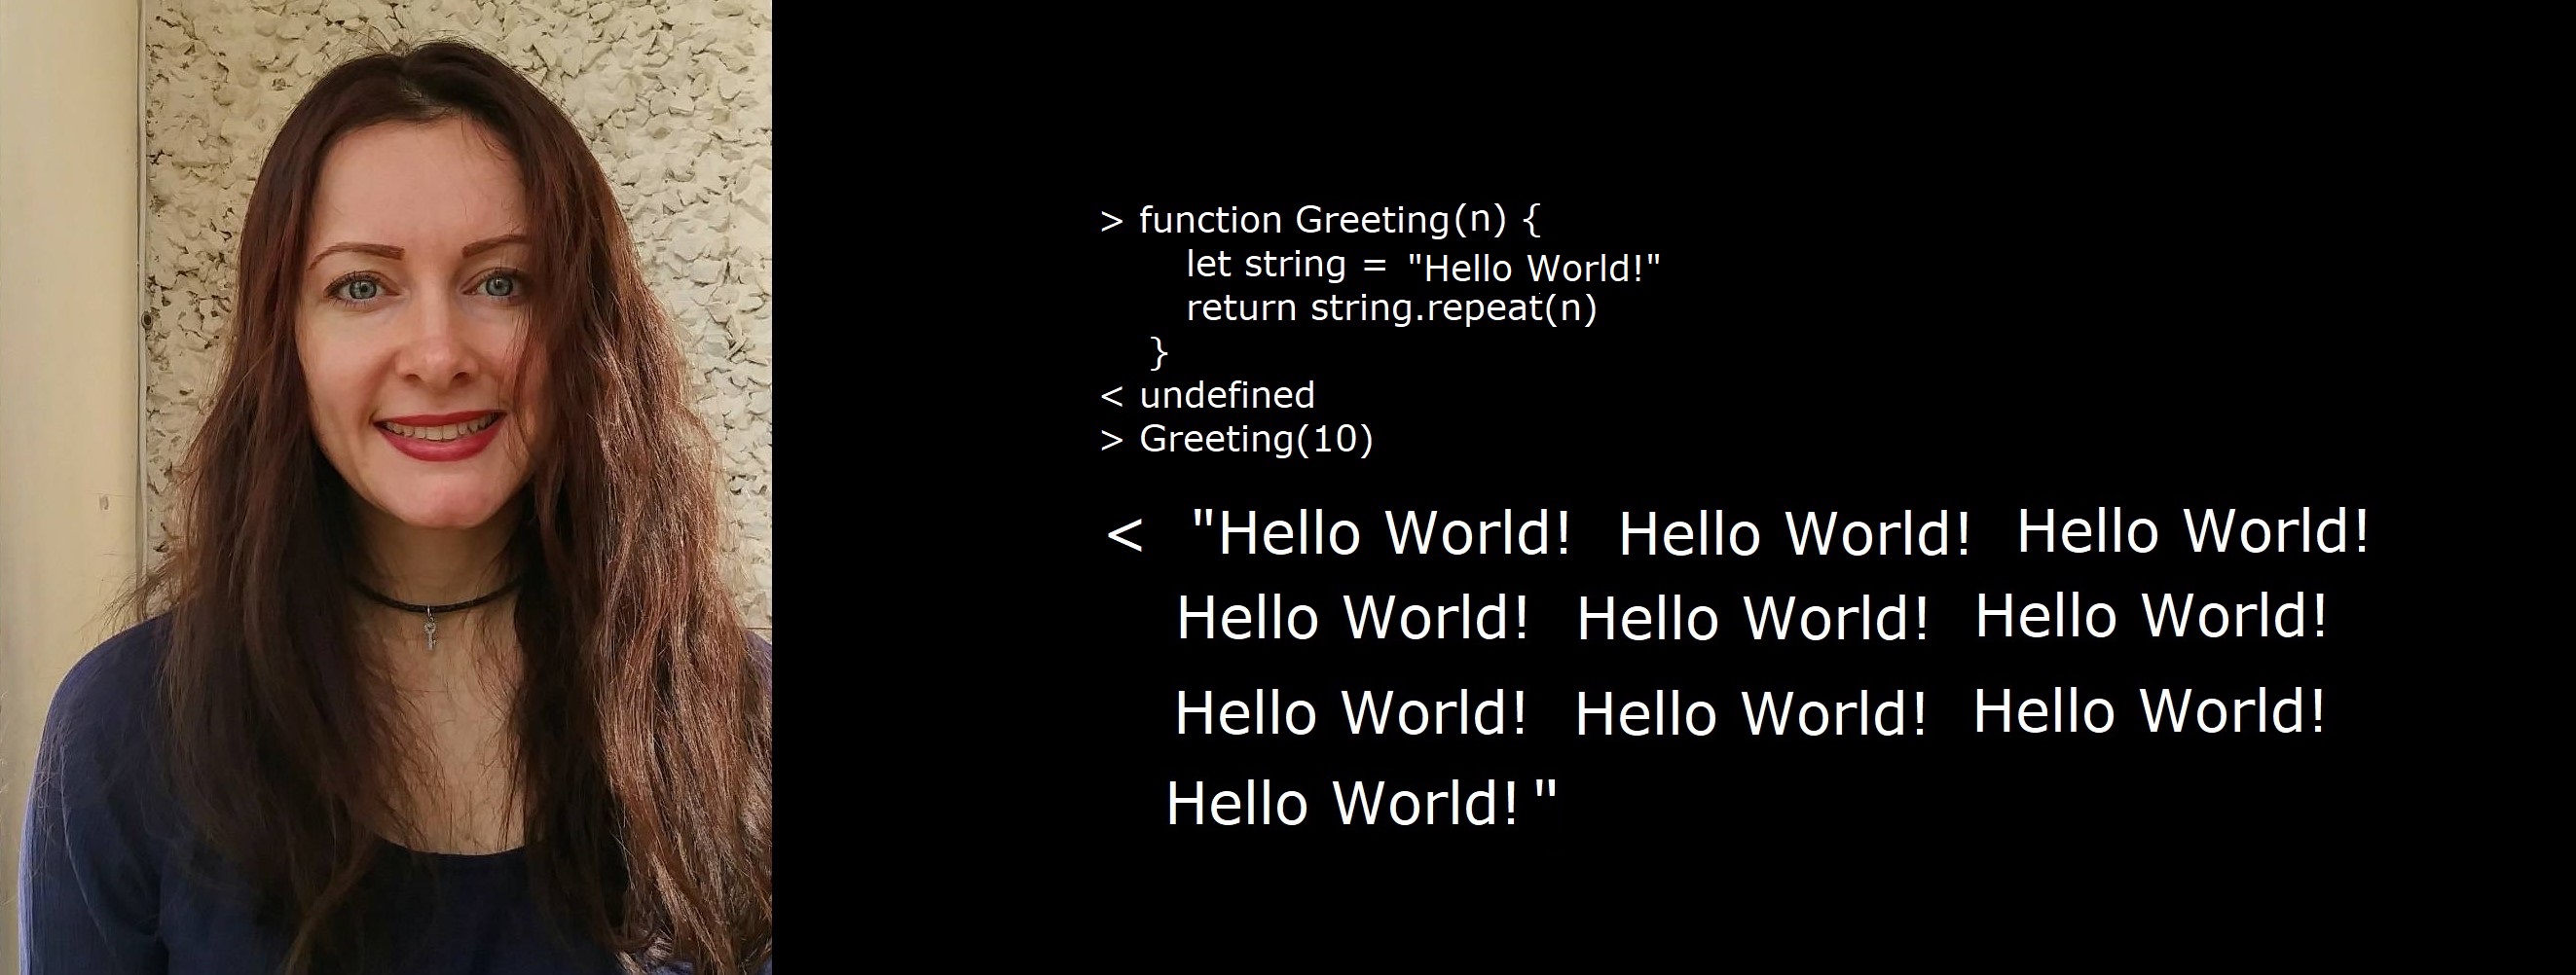 > function Greeting(n) {
let string = "Hello World!"
return string.repeat(n)
}
< undefined
> Greeting(10)
< "Hello World! Hello World! Hello World!
Hello World! Hello World! Hello World!
Hello World! Hello World! Hello World!
Hello World! "